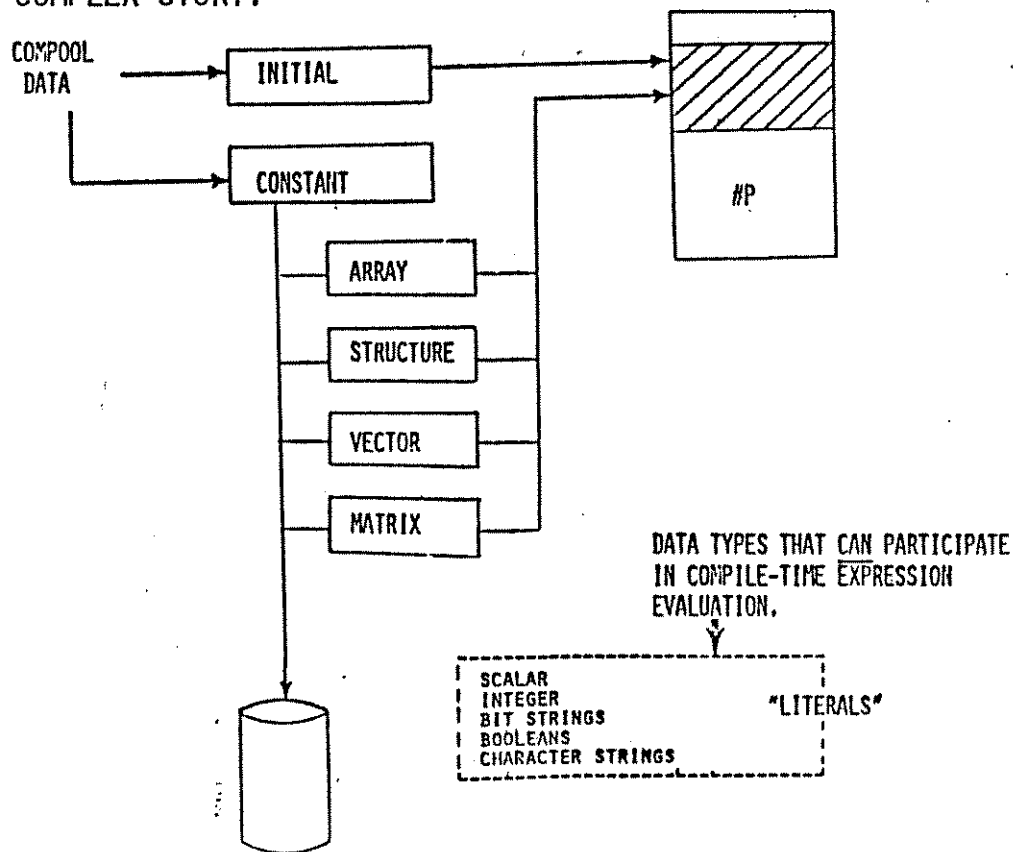 COMPLEX STORY.
COMPOOL
DATA
INITIAL
CONSTANT
#P
ARRAY
STRUCTURE
VECTOR
MATRIX
DATA TYPES THAT CAN PARTICIPATE
IN COMPILE-TIME EXPRESSION
EVALUATION.
SCALAR
INTEGER
BIT STRINGS
BOOLEANS
CHARACTER STRINGS
"LITERALS"